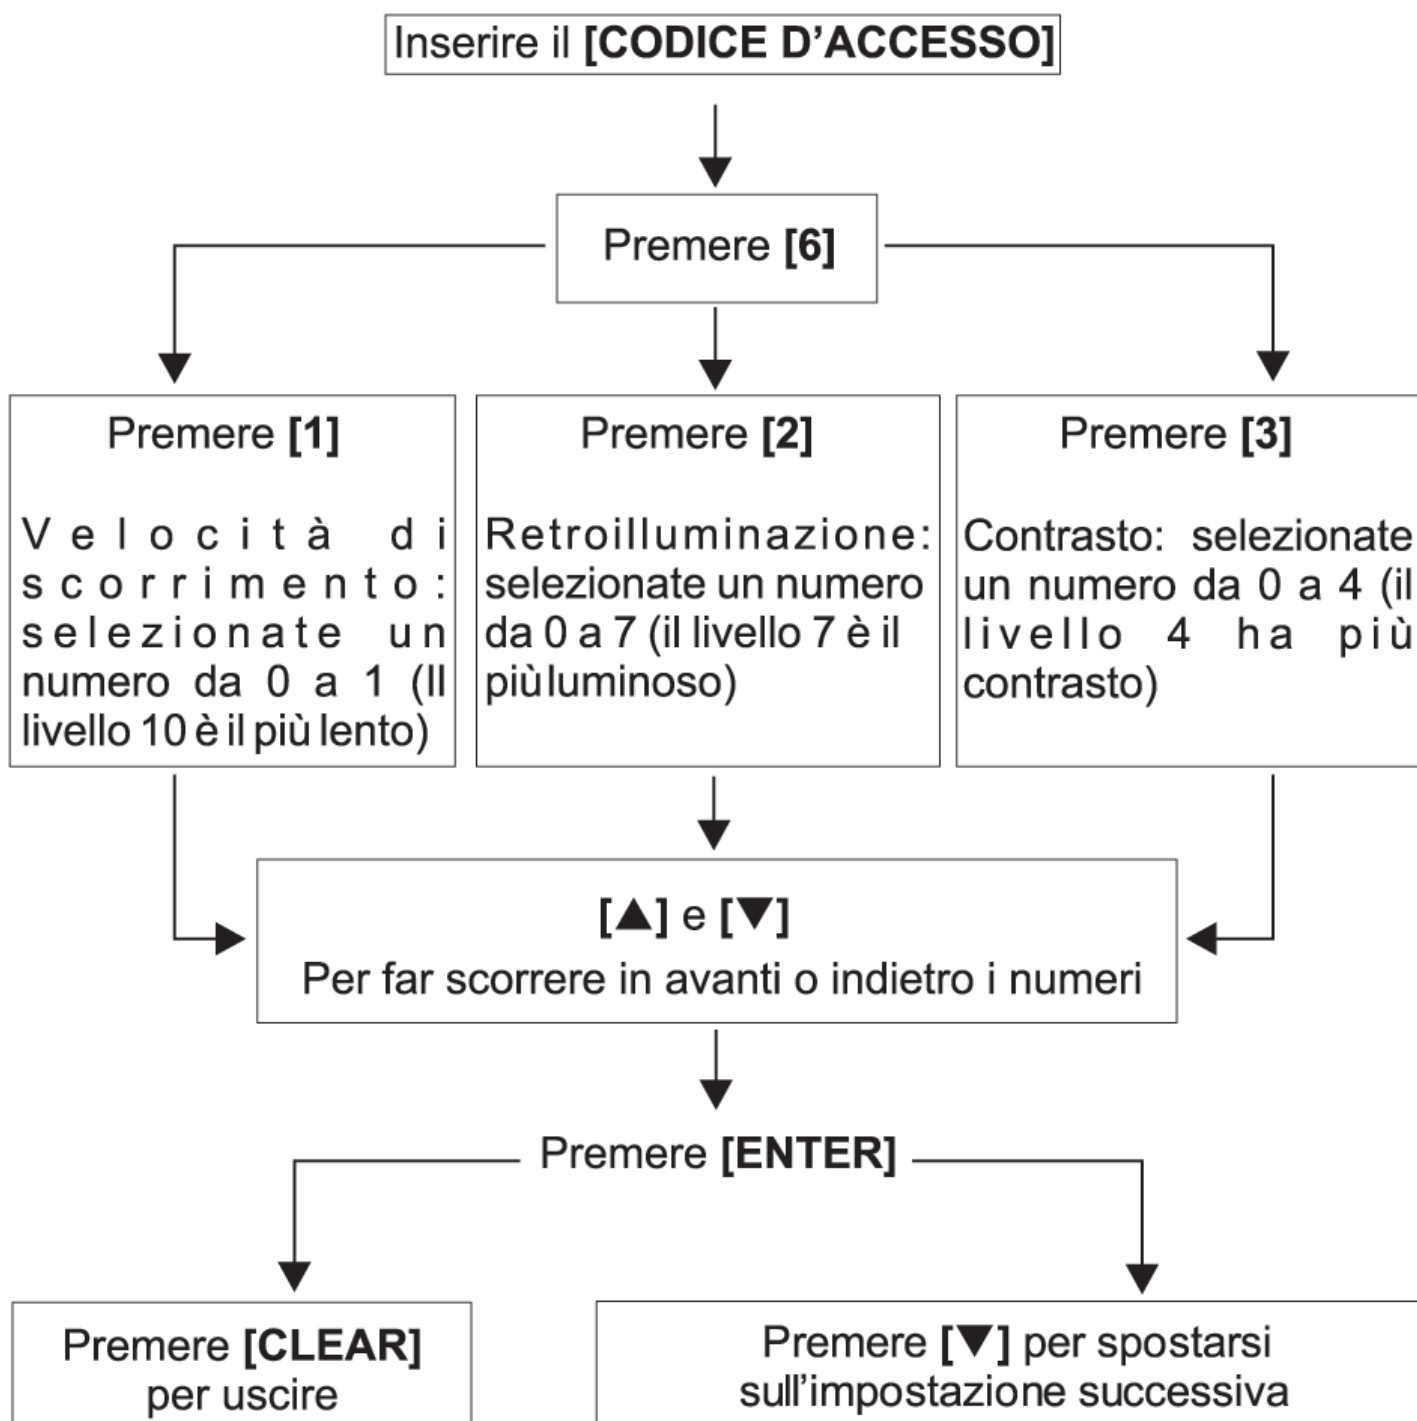 Inserire il [CODICE D'ACCESSO]
Premere [6]
Premere [1]
Velocità di
scorrimento:
selezionate un
numero da 0 a 1 (Il
livello 10 è il più lento)
Premere [2]
Retroilluminazione:
selezionate un numero
da 0 a 7 (il livello 7 è il
piùluminoso)
Premere [3]
Contrasto: selezionate
un numero da 0 a 4 (il
livello 4 ha più
contrasto)
[▲] e [▼]
Per far scorrere in avanti o indietro i numeri
Premere [ENTER]
Premere [CLEAR]
per uscire
Premere [▼] per spostarsi
sull'impostazione successiva